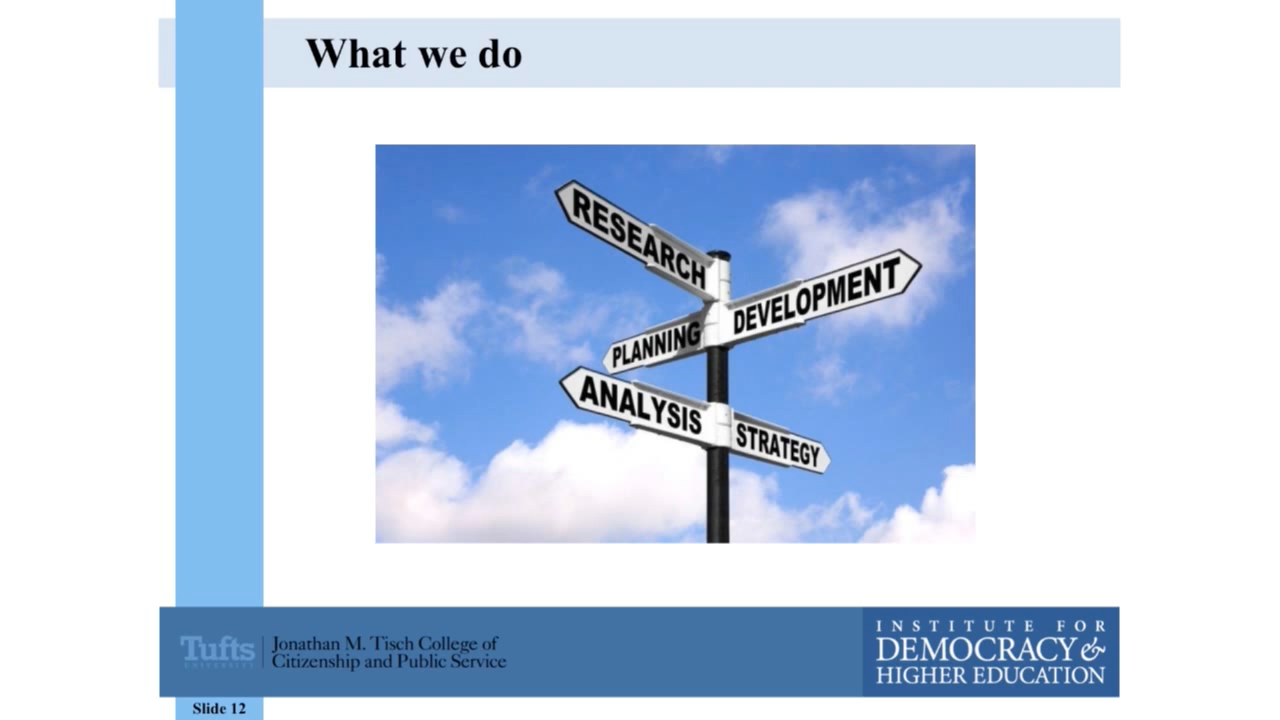 What we do
RESEARCH
DEVELOPMENT
PLANNING
ANALYSIS
STRATEGY
Tufts
UNIVERSITY
Jonathan M. Tisch College of
Citizenship and Public Service
INSTITUTE FOR
DEMOCRACY &
HIGHER EDUCATION
Slide 12